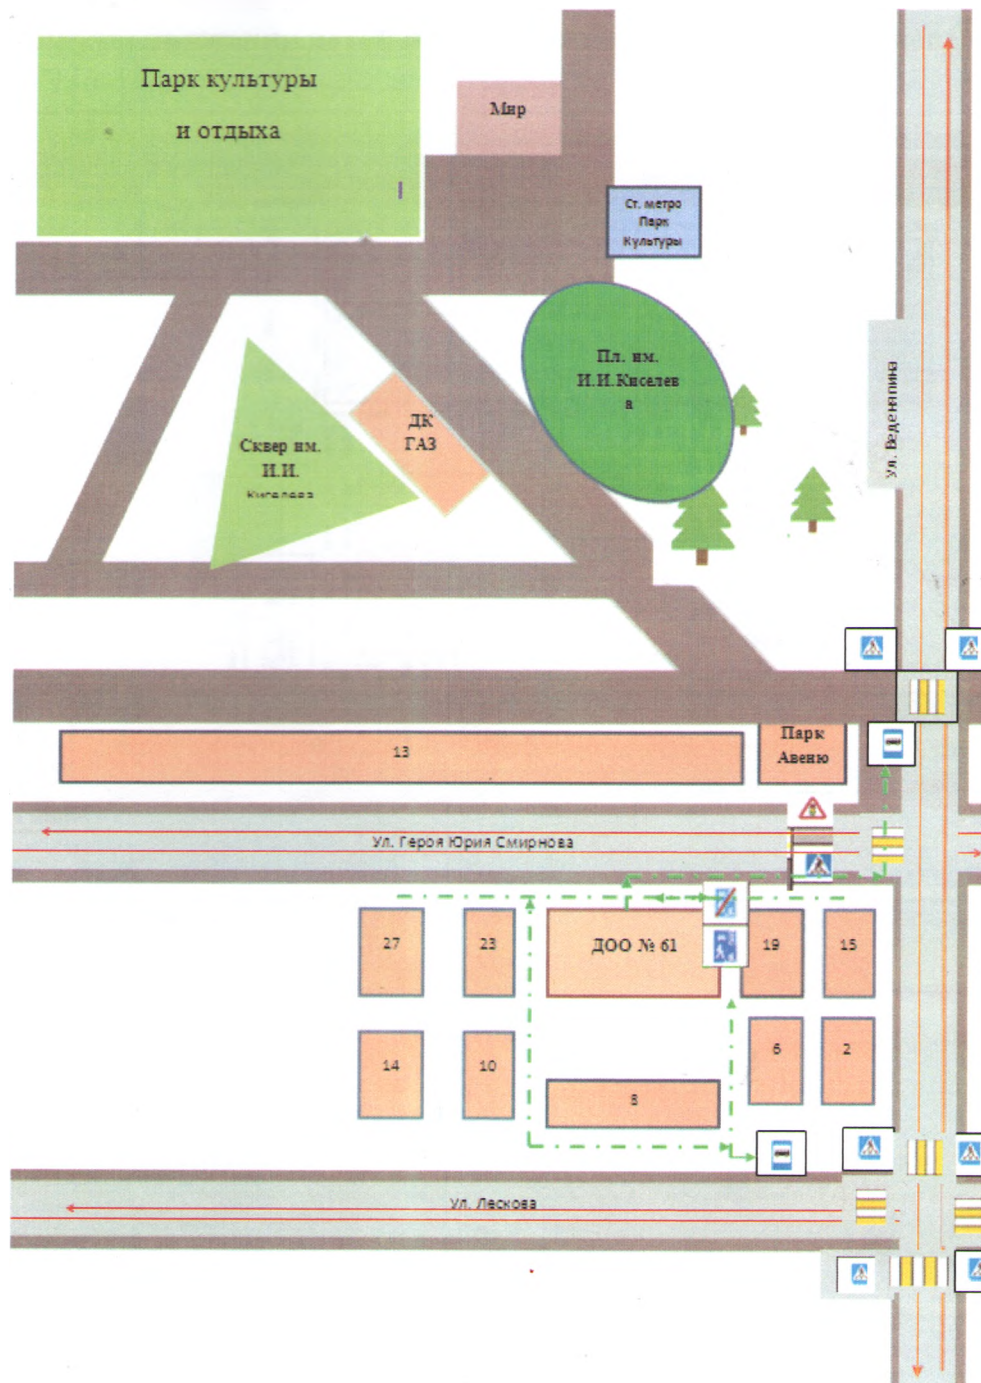 Парк культуры
и отдыха
Мир
Ст. метро
Парк
Культуры
Пл. им.
И.И.Киселев
а
ДК
ГАЗ
Сквер им.
И.И.
Киселева
Ул. Веденяпина
13
Парк
Авеню
Ул. Героя Юрия Смирнова
27
23
ДОО № 61
19
15
14
10
8
6
2
Ул. Лескова